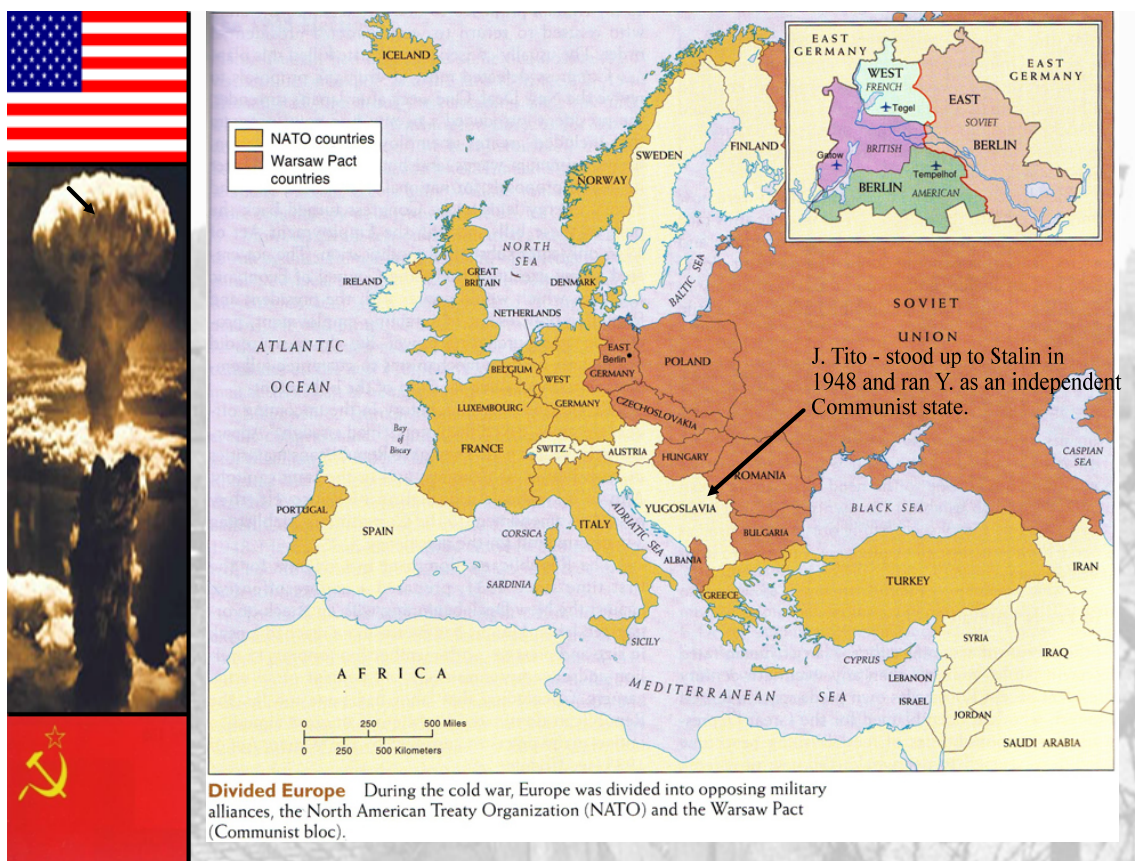 ICELAND
NATO countries
Warsaw Pact
countries
EAST
GERMANY
EAST
GERMANY
WEST
FRENCH
Tegel
EAST
SOVIET
BERLIN
BRITISH
Gatow
Tempelhof
BERLIN
AMERICAN
SWEDEN
FINLAND
NORWAY
NORTH
SEA
IRELAND
GREAT
BRITAIN
DENMARK
BALTIC SEA
NETHERLANDS
SOVIET
UNION
ATLANTIC
OCEAN
EAST
Berlin
GERMANY
POLAND
BELGIUM
WEST
GERMANY
LUXEMBOURG
CZECHOSLOVAKIA
J. Tito - stood up to Stalin in
1948 and ran Y. as an independent
Communist state.
Bay
of
Biscay
FRANCE
SWITZ.
AUSTRIA
HUNGARY
ROMANIA
CASPIAN
SEA
PORTUGAL
SPAIN
CORSICA
ITALY
ADRIATIC SEA
YUGOSLAVIA
BLACK SEA
BULGARIA
ALBANIA
SARDINIA
GREECE
TURKEY
IRAN
SICILY
SYRIA
IRAQ
CYPRUS
LEBANON
ISRAEL
AFRICA
MEDITERRANEAN SEA
JORDAN
SAUDI ARABIA
0 250 500 Miles
0 250 500 Kilometers
Divided Europe During the cold war, Europe was divided into opposing military
alliances, the North American Treaty Organization (NATO) and the Warsaw Pact
(Communist bloc).